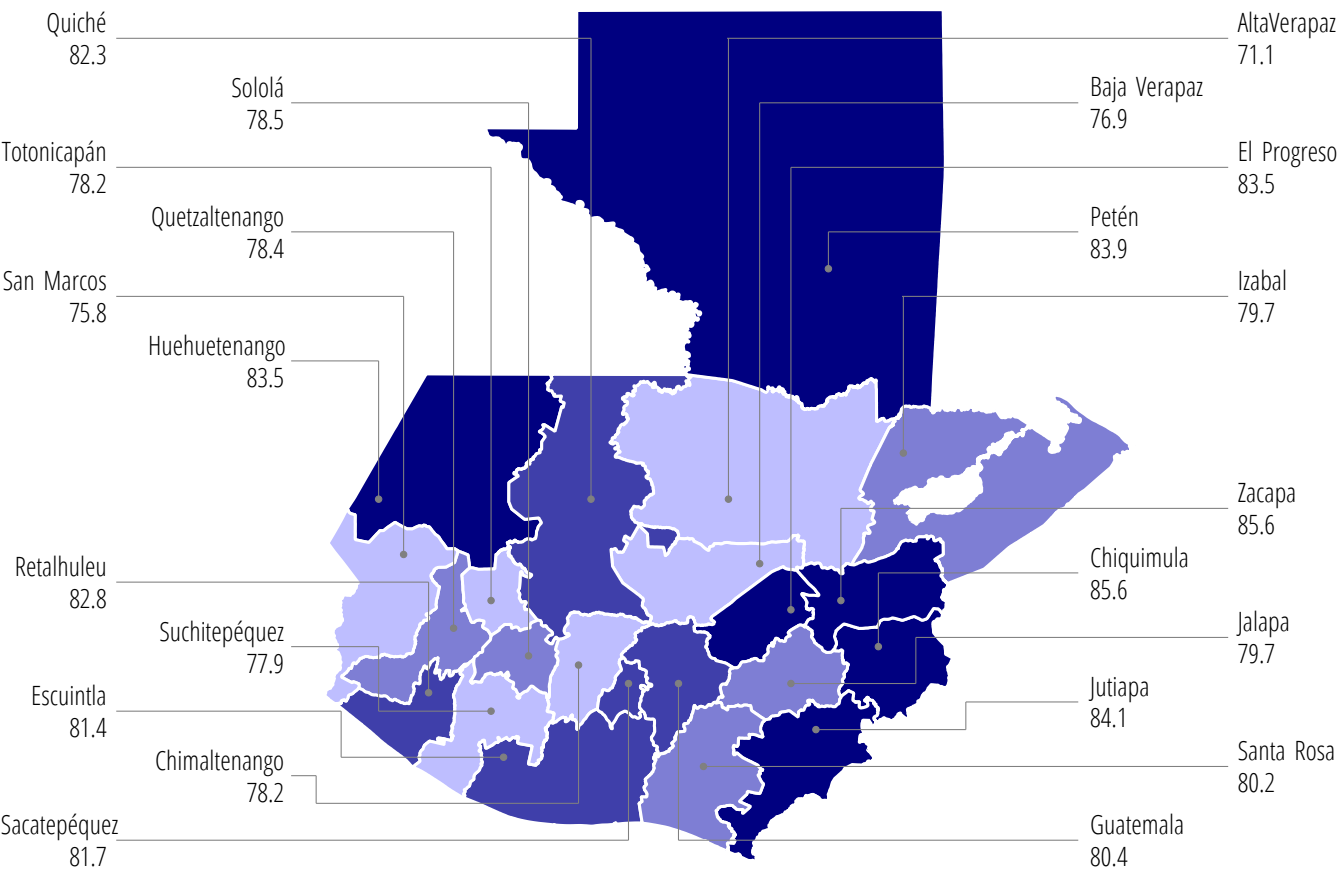 Quiché
82.3
Sololá
78.5
Totonicapán
78.2
Quetzaltenango
78.4
San Marcos
75.8
Huehuetenango
83.5
Retalhuleu
82.8
Suchitepéquez
77.9
Escuintla
81.4
Chimaltenango
78.2
Sacatepéquez
81.7
AltaVerapaz
71.1
Baja Verapaz
76.9
El Progreso
83.5
Petén
83.9
Izabal
79.7
Zacapa
85.6
Chiquimula
85.6
Jalapa
79.7
Jutiapa
84.1
Santa Rosa
80.2
Guatemala
80.4